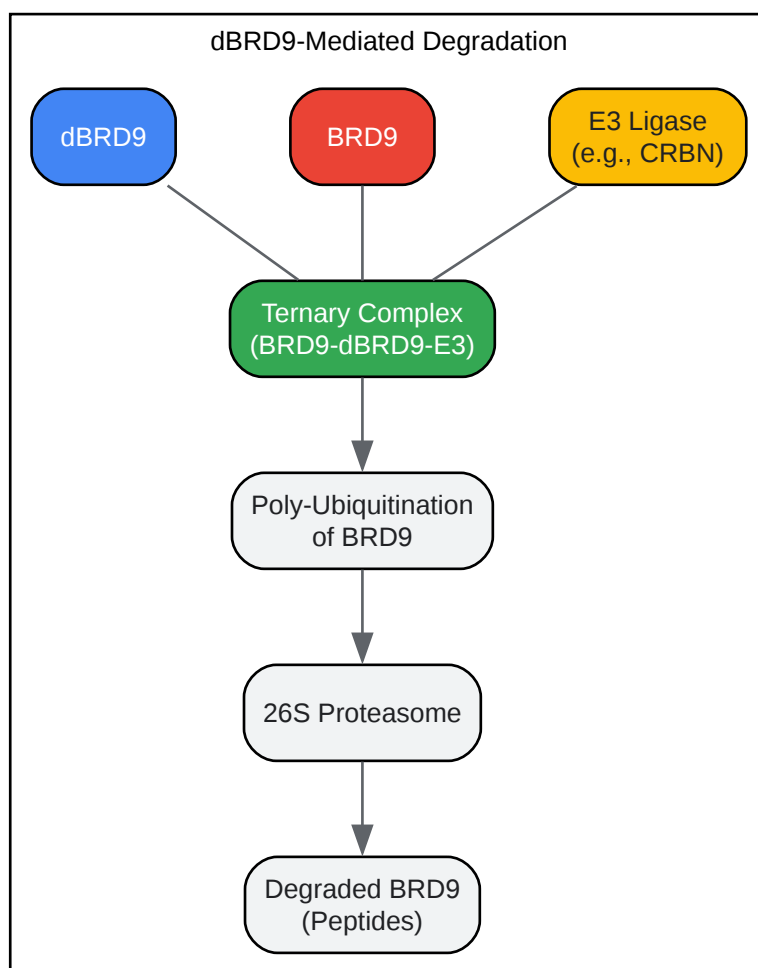 dBRD9-Mediated Degradation
dBRD9
BRD9
E3 Ligase
(e.g., CRBN)
Ternary Complex
(BRD9-dBRD9-E3)
Poly-Ubiquitination
of BRD9
26S Proteasome
Degraded BRD9
(Peptides)